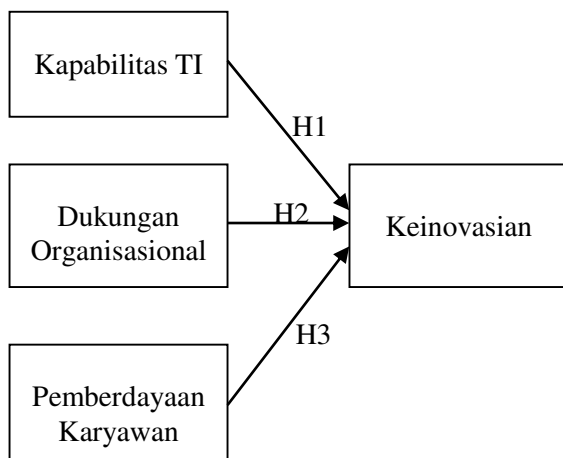 Kapabilitas TI
H1
Dukungan
Organisasional
H2
Keinovasian
H3
Pemberdayaan
Karyawan